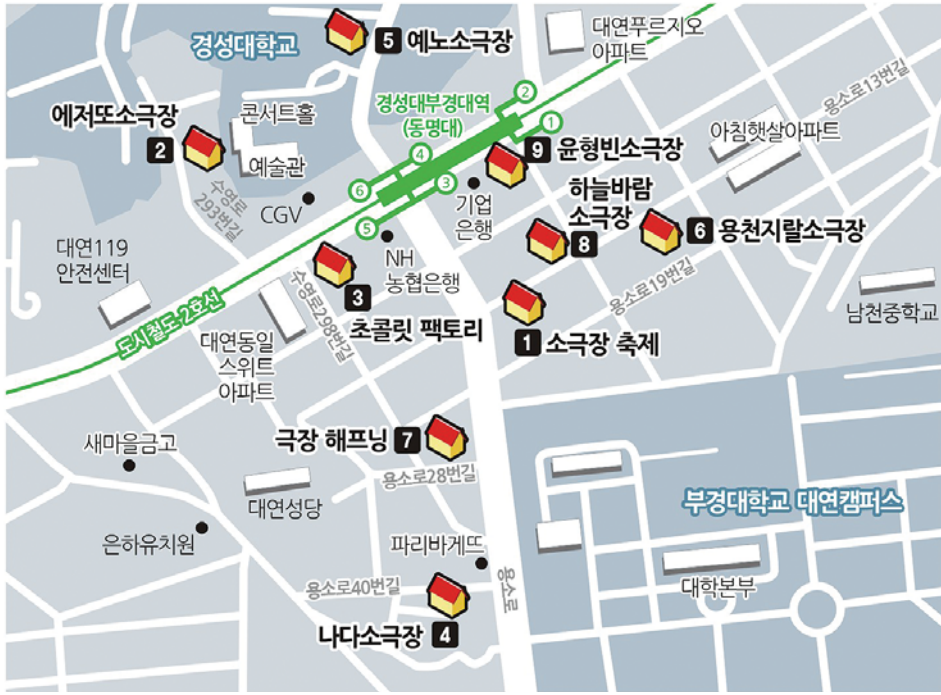 5 예노소극장
경성대학교
대연푸르지오
아파트
용소로13번길
에저또소극장
2
콘서트홀
예술관
경성대부경대역
(동명대)
2
1
4
3
6
5
9 윤형빈소극장
아침햇살아파트
수영로
293번길
CGV
기업
은행
하늘바람
소극장
8
6 용천지랄소극장
대연119
안전센터
NH
농협은행
3
초콜릿 팩토리
수영로298번길
용소로19번길
남천중학교
도시철도 2호선
대연동일
스위트
아파트
1 소극장 축제
새마을금고
극장 해프닝 7
용소로28번길
대연성당
부경대학교 대연캠퍼스
은하유치원
파리바게뜨
대학본부
용소로40번길
용소로
나다소극장 4